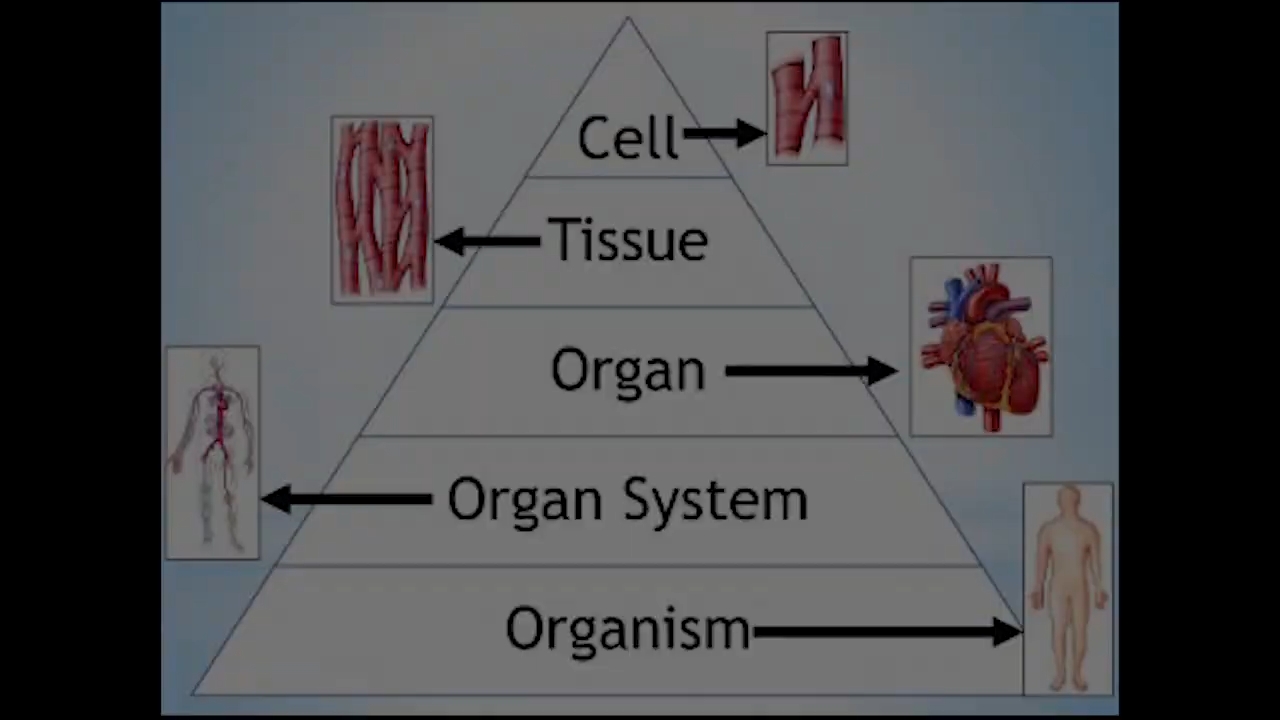 Cell
Tissue
Organ
Organ System
Organism